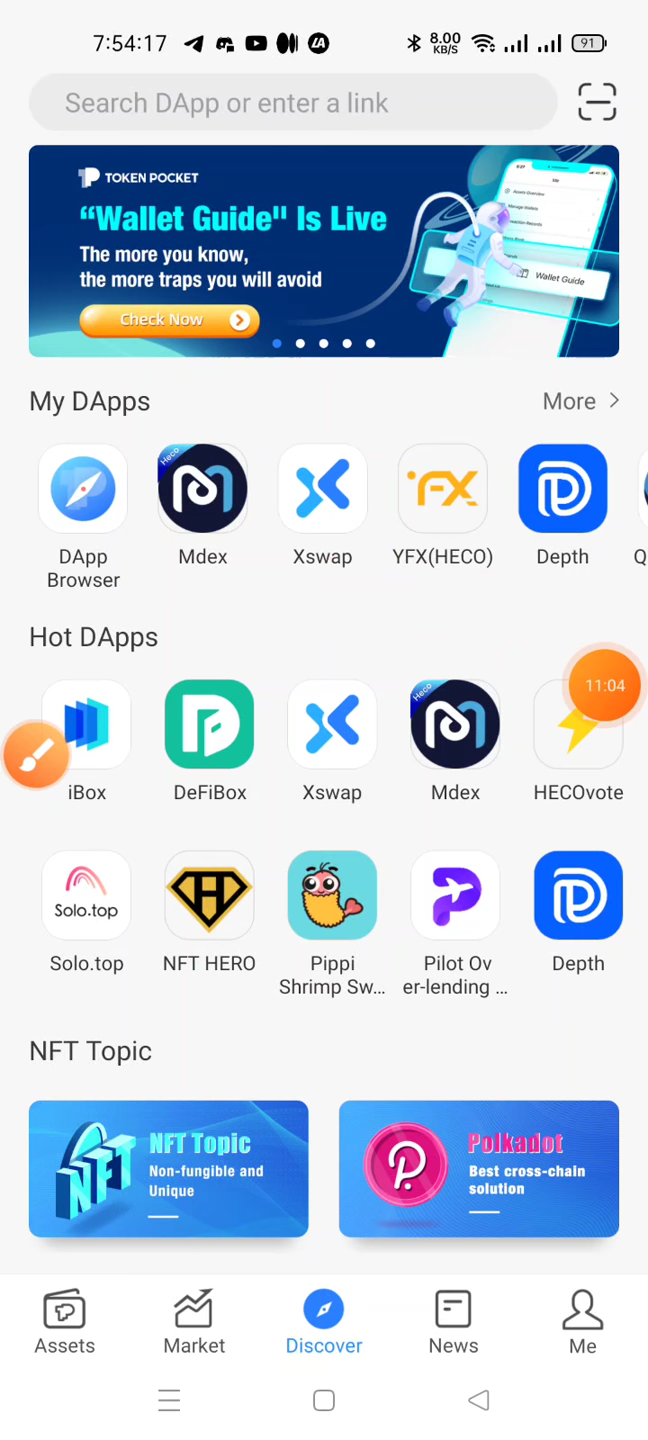 7:54:17
8.00
KB/S
91
Search DApp or enter a link
TOKEN POCKET
“Wallet Guide" Is Live
The more you know,
the more traps you will avoid
Check Now
Wallet Guide
My DApps
More
Heco
DApp
Browser
Mdex
Xswap
YFX(HECO)
Depth
Q
Hot DApps
Heco
11:04
iBox
DeFiBox
Xswap
Mdex
HECOvote
Solo.top
Solo.top
NFT HERO
Pippi
Shrimp Sw...
Pilot Ov
er-lending ...
Depth
NFT Topic
NFT
NFT Topic
Non-fungible and
Unique
Polkadot
Best cross-chain
solution
Assets
Market
Discover
News
Me